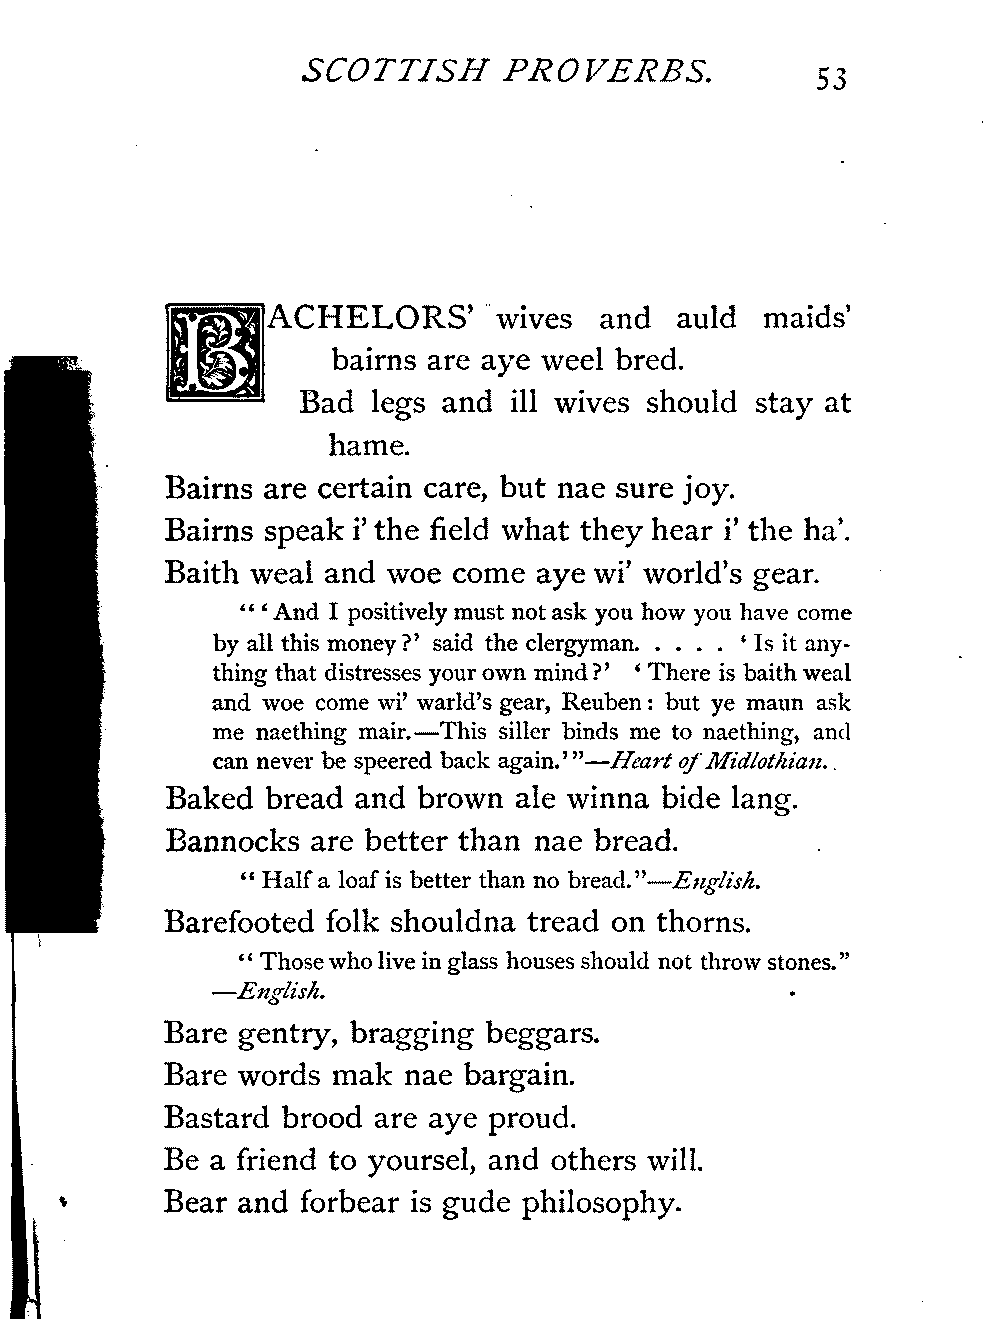 SCOTTISH PROVERBS. 53
BACHELORS' wives and auld maids'
bairns are aye weel bred.
Bad legs and ill wives should stay at
hame.
Bairns are certain care, but nae sure joy.
Bairns speak i' the field what they hear i' the ha'.
Baith weal and woe come aye wi' world's gear.
"'And I positively must not ask you how you have come
by all this money?' said the clergyman. . . . . 'Is it any-
thing that distresses your own mind?' 'There is baith weal
and woe come wi' warld's gear, Reuben: but ye maun ask
me naething mair.—This siller binds me to naething, and
can never be speered back again.'"—Heart of Midlothian.
Baked bread and brown ale winna bide lang.
Bannocks are better than nae bread.
"Half a loaf is better than no bread."—English.
Barefooted folk shouldna tread on thorns.
"Those who live in glass houses should not throw stones."
—English.
Bare gentry, bragging beggars.
Bare words mak nae bargain.
Bastard brood are aye proud.
Be a friend to yoursel, and others will.
Bear and forbear is gude philosophy.